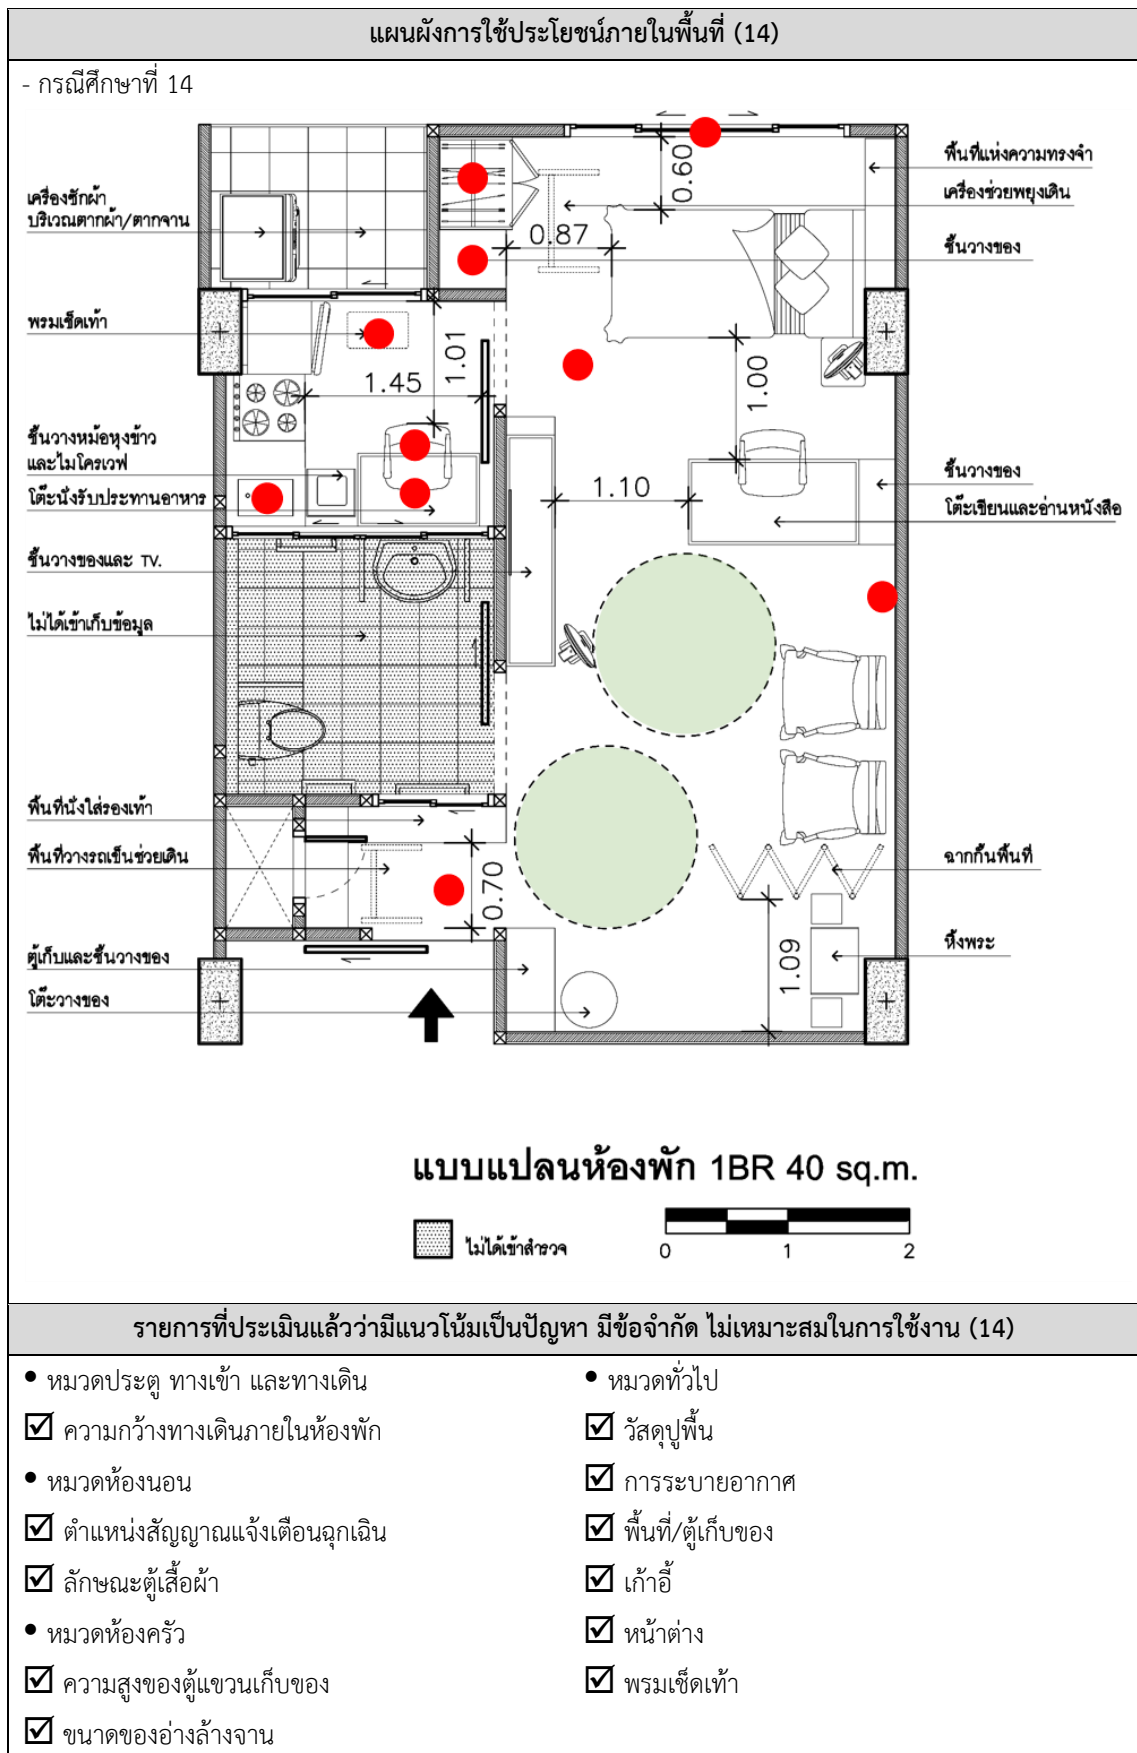 แผนผังการใช้ประโยชน์ภายในพื้นที่ (14)
- กรณีศึกษาที่ 14
พื้นที่แห่งความทรงจำ
เครื่องช่วยพยุงเดิน
เครื่องซักผ้า
บริเวณตากผ้า/ตากจาน
0.60
0.87
ชั้นวางของ
พรมเช็ดเท้า
1.01
1.45
1.00
ชั้นวางหม้อหุงข้าว
และไมโครเวฟ
โต๊ะนั่งรับประทานอาหาร
1.10
ชั้นวางของ
โต๊ะเขียนและอ่านหนังสือ
ชั้นวางของและ TV.
ไม่ได้เข้าเก็บข้อมูล
พื้นที่นั่งใส่รองเท้า
พื้นที่วางรถเข็นช่วยเดิน
0.70
ฉากกั้นพื้นที่
ตู้เก็บและชั้นวางของ
โต๊ะวางของ
1.09
หิ้งพระ
แบบแปลนห้องพัก 1BR 40 sq.m.
ไม่ได้เข้าสำรวจ
0 1 2
รายการที่ประเมินแล้วว่ามีแนวโน้มเป็นปัญหา มีข้อจำกัด ไม่เหมาะสมในการใช้งาน (14)
• หมวดประตู ทางเข้า และทางเดิน
☑ ความกว้างทางเดินภายในห้องพัก
• หมวดห้องนอน
☑ ตำแหน่งสัญญาณแจ้งเตือนฉุกเฉิน
☑ ลักษณะตู้เสื้อผ้า
• หมวดห้องครัว
☑ ความสูงของตู้แขวนเก็บของ
☑ ขนาดของอ่างล้างจาน
• หมวดทั่วไป
☑ วัสดุปูพื้น
☑ การระบายอากาศ
☑ พื้นที่/ตู้เก็บของ
☑ เก้าอี้
☑ หน้าต่าง
☑ พรมเช็ดเท้า